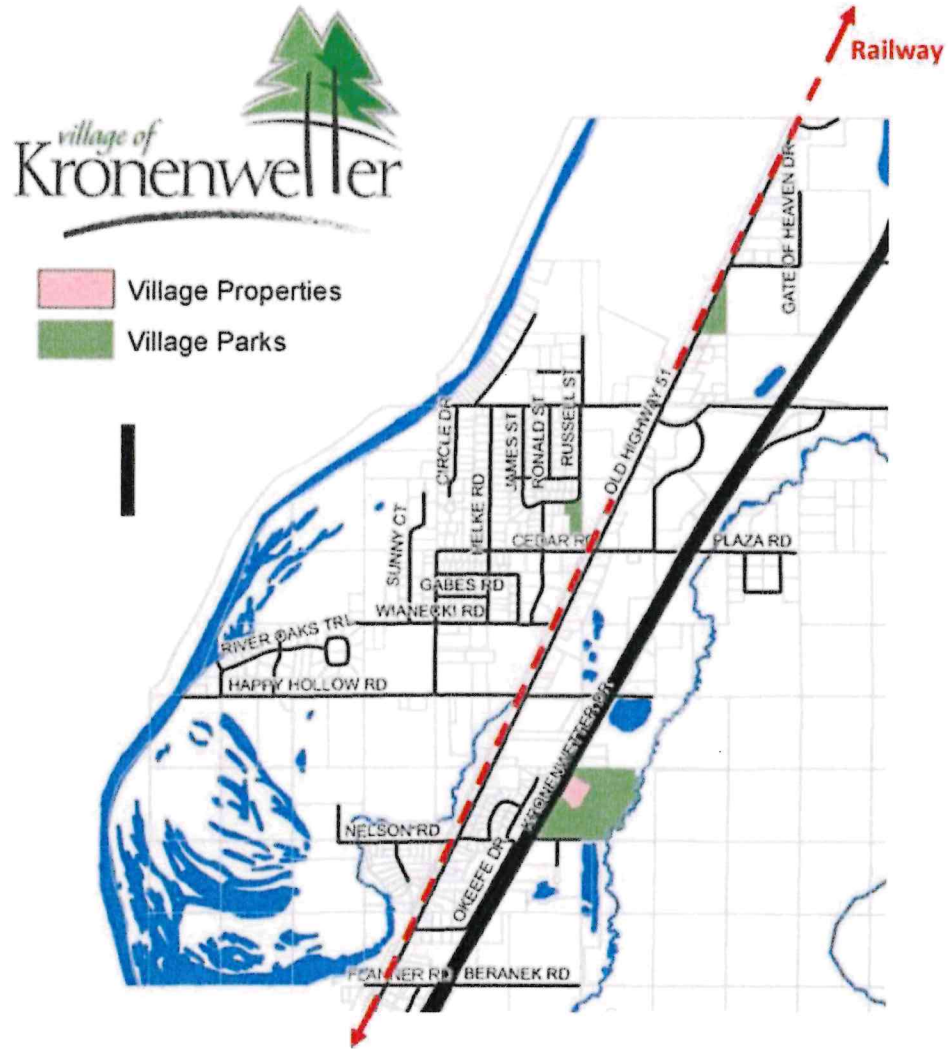 Railway
village of
Kronenwetter
Village Properties
Village Parks
GATE OF HEAVEN DR
OLD HIGHWAY 51
CIRCLE DR
JAMES ST
RONALD ST
RUSSELL ST
SUNNY CT
CEDAR RD
PLAZA RD
GABES RD
WIANECKI RD
RIVER OAKS TRL
HAPPY HOLLOW RD
KRONENWETTER DR
NELSON RD
OKEEFE DR
BERANEK RD